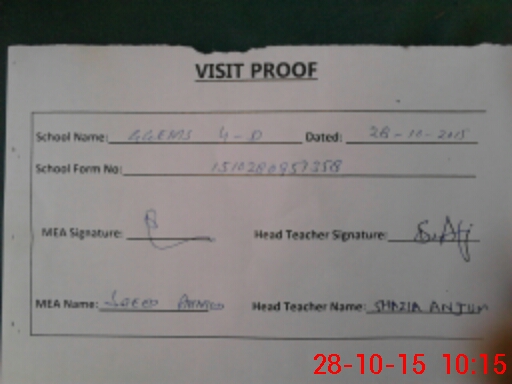 VISIT PROOF
School Name: GGEMS 4-D Dated: 28-10-2015
School Form No: 
MEA Signature: Head Teacher Signature:
MEA Name: Saeed Ahmed Head Teacher Name: SHAZIA ANJUM
28-10-15 10:15